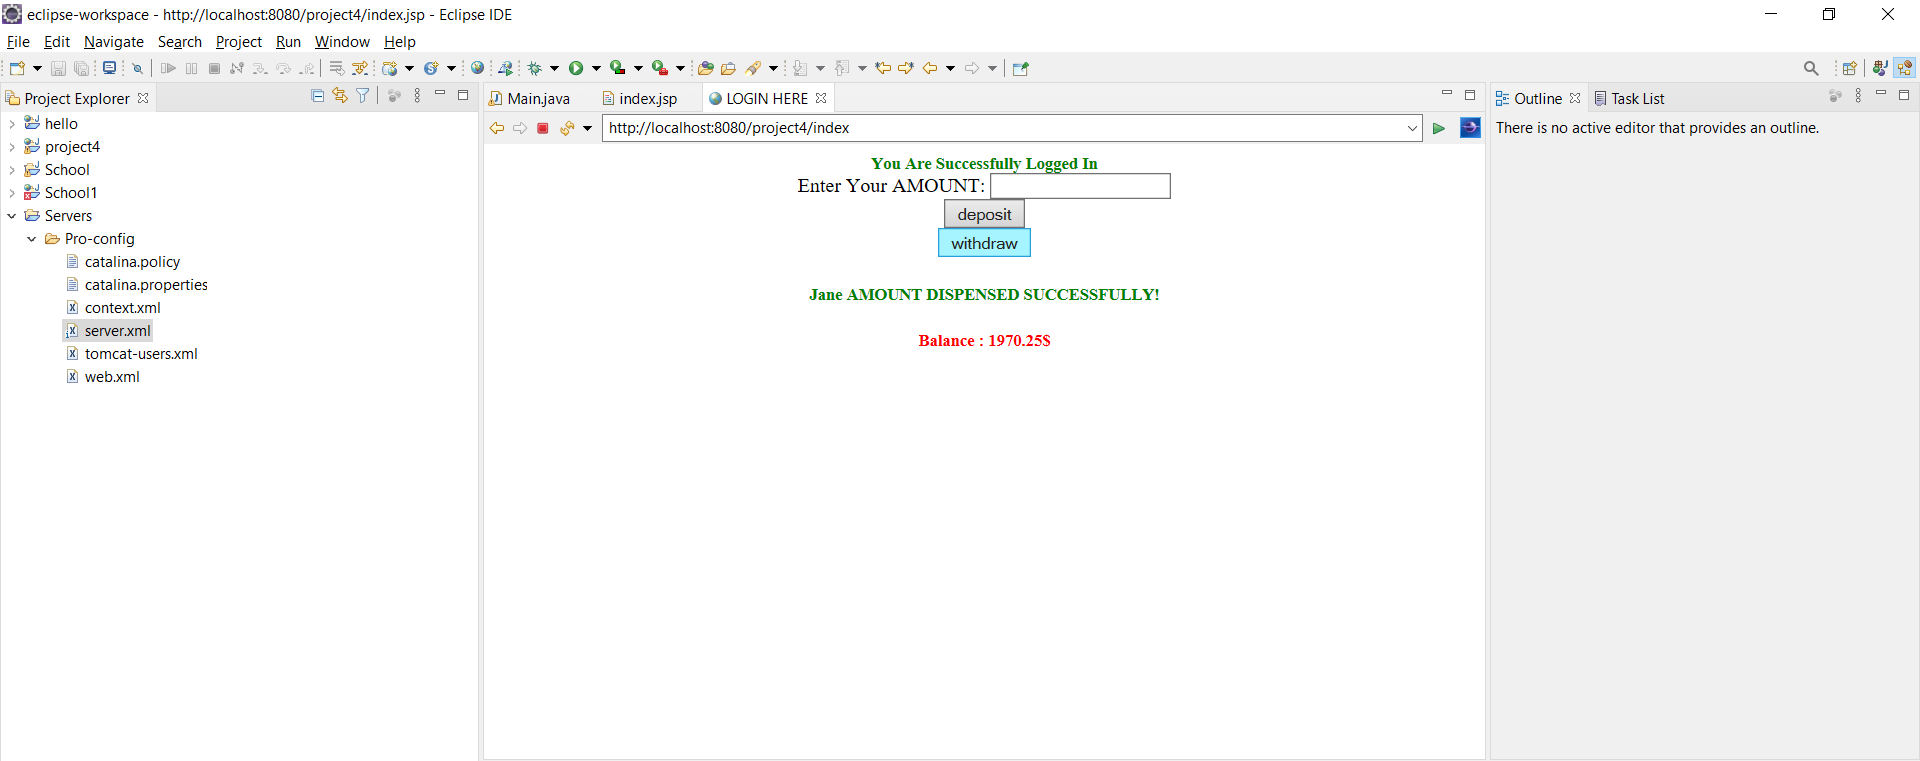 eclipse-workspace - http://localhost:8080/project4/index.jsp - Eclipse IDE
File Edit Navigate Search Project Run Window Help
Project Explorer
hello
project4
School
School1
Servers
Pro-config
catalina.policy
catalina.properties
context.xml
server.xml
tomcat-users.xml
web.xml
Main.java index.jsp LOGIN HERE
http://localhost:8080/project4/index
You Are Successfully Logged In
Enter Your AMOUNT:
deposit
withdraw
Jane AMOUNT DISPENSED SUCCESSFULLY!
Balance : 1970.25$
Outline Task List
There is no active editor that provides an outline.